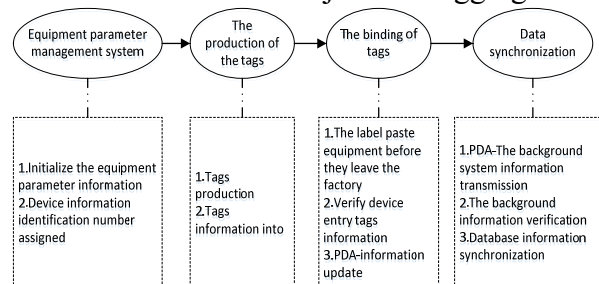 Equipment parameter
management system
The
production of
the tags
The binding of
tags
Data
synchronization
1.Initialize the equipment
parameter information
2.Device information
identification number
assigned
1.Tags
production
2.Tags
information into
1.The label paste
equipment before
they leave the
factory
2.Verify device
entry tags
information
3.PDA-information
update
1.PDA-The background
system information
transmission
2.The background
information verification
3.Database information
synchronization